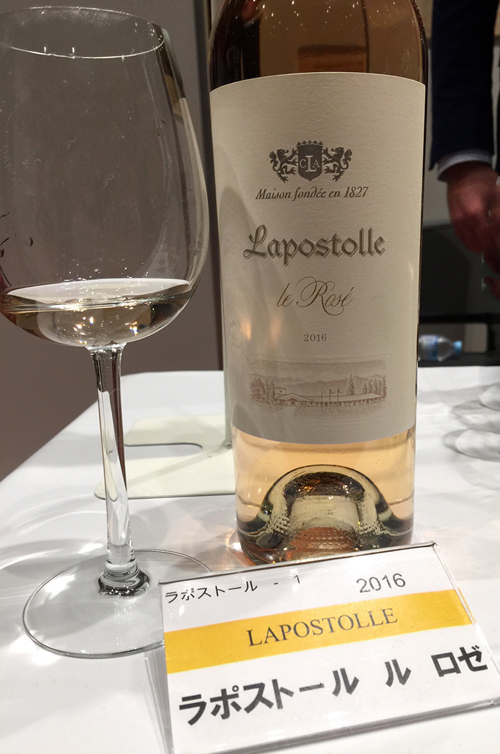 CLA
Maison fondée en 1827
Lapostolle
le Rosé
2016
ラポストール - 1 2016
LAPOSTOLLE
ラポストール ル ロゼ